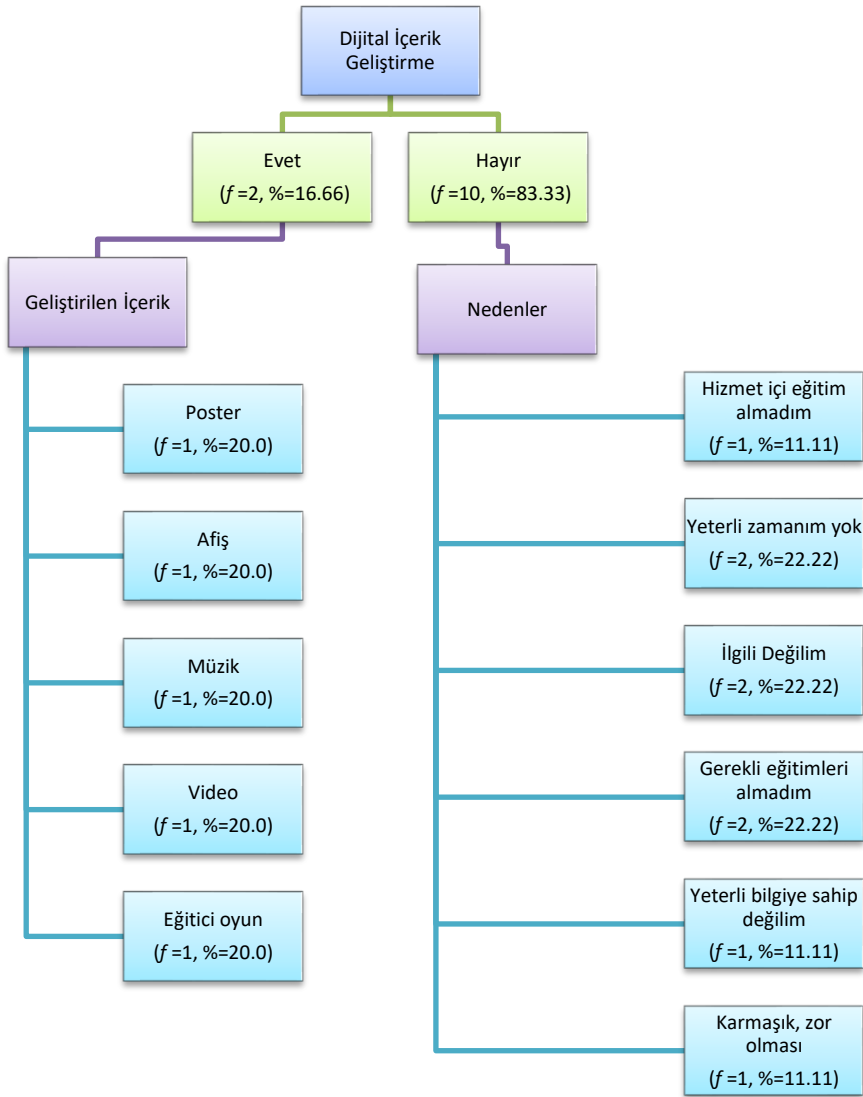 Dijital İçerik
Geliştirme
Evet
(f =2, %=16.66)
Hayır
(f =10, %=83.33)
Geliştirilen İçerik
Poster
(f =1, %=20.0)
Afiş
(f =1, %=20.0)
Müzik
(f =1, %=20.0)
Video
(f =1, %=20.0)
Eğitici oyun
(f =1, %=20.0)
Nedenler
Hizmet içi eğitim
almadım
(f =1, %=11.11)
Yeterli zamanım yok
(f =2, %=22.22)
İlgili Değilim
(f =2, %=22.22)
Gerekli eğitimleri
almadım
(f =2, %=22.22)
Yeterli bilgiye sahip
değilim
(f =1, %=11.11)
Karmaşık, zor
olması
(f =1, %=11.11)